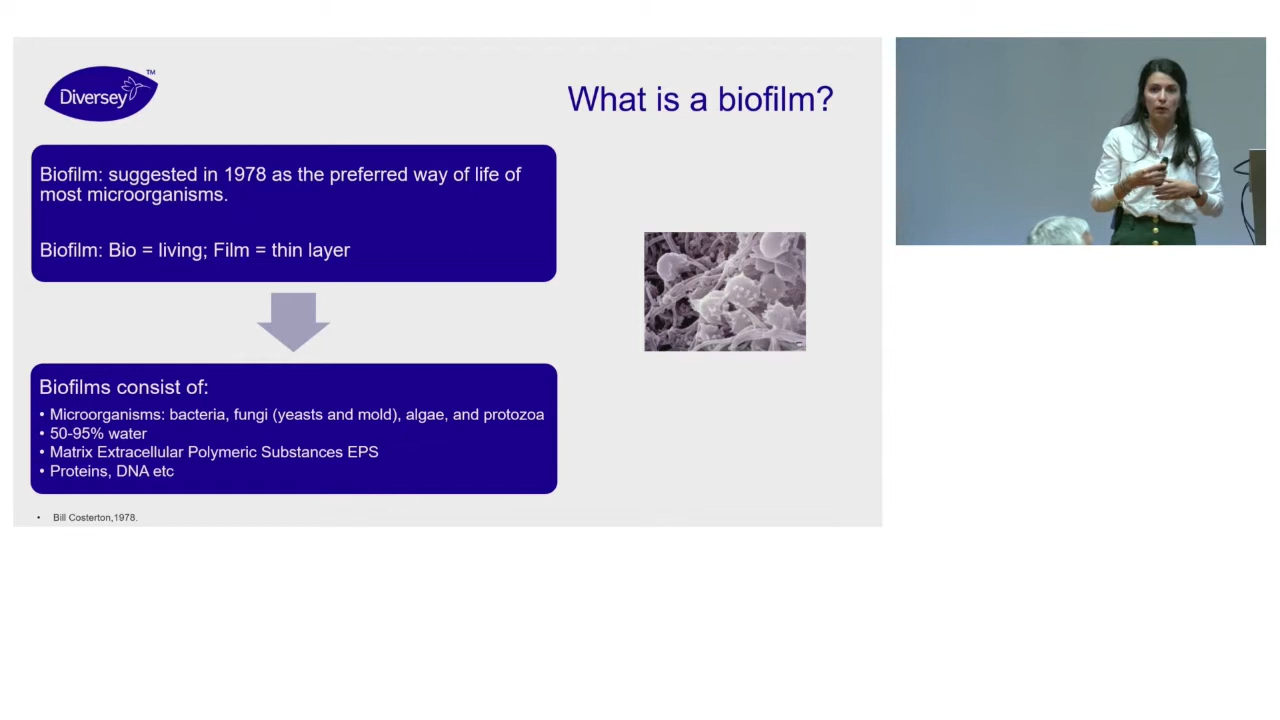 Diversey
TM
What is a biofilm?
Biofilm: suggested in 1978 as the preferred way of life of
most microorganisms.
Biofilm: Bio = living; Film = thin layer
Biofilms consist of:
• Microorganisms: bacteria, fungi (yeasts and mold), algae, and protozoa
• 50-95% water
• Matrix Extracellular Polymeric Substances EPS
• Proteins, DNA etc
• Bill Costerton,1978.